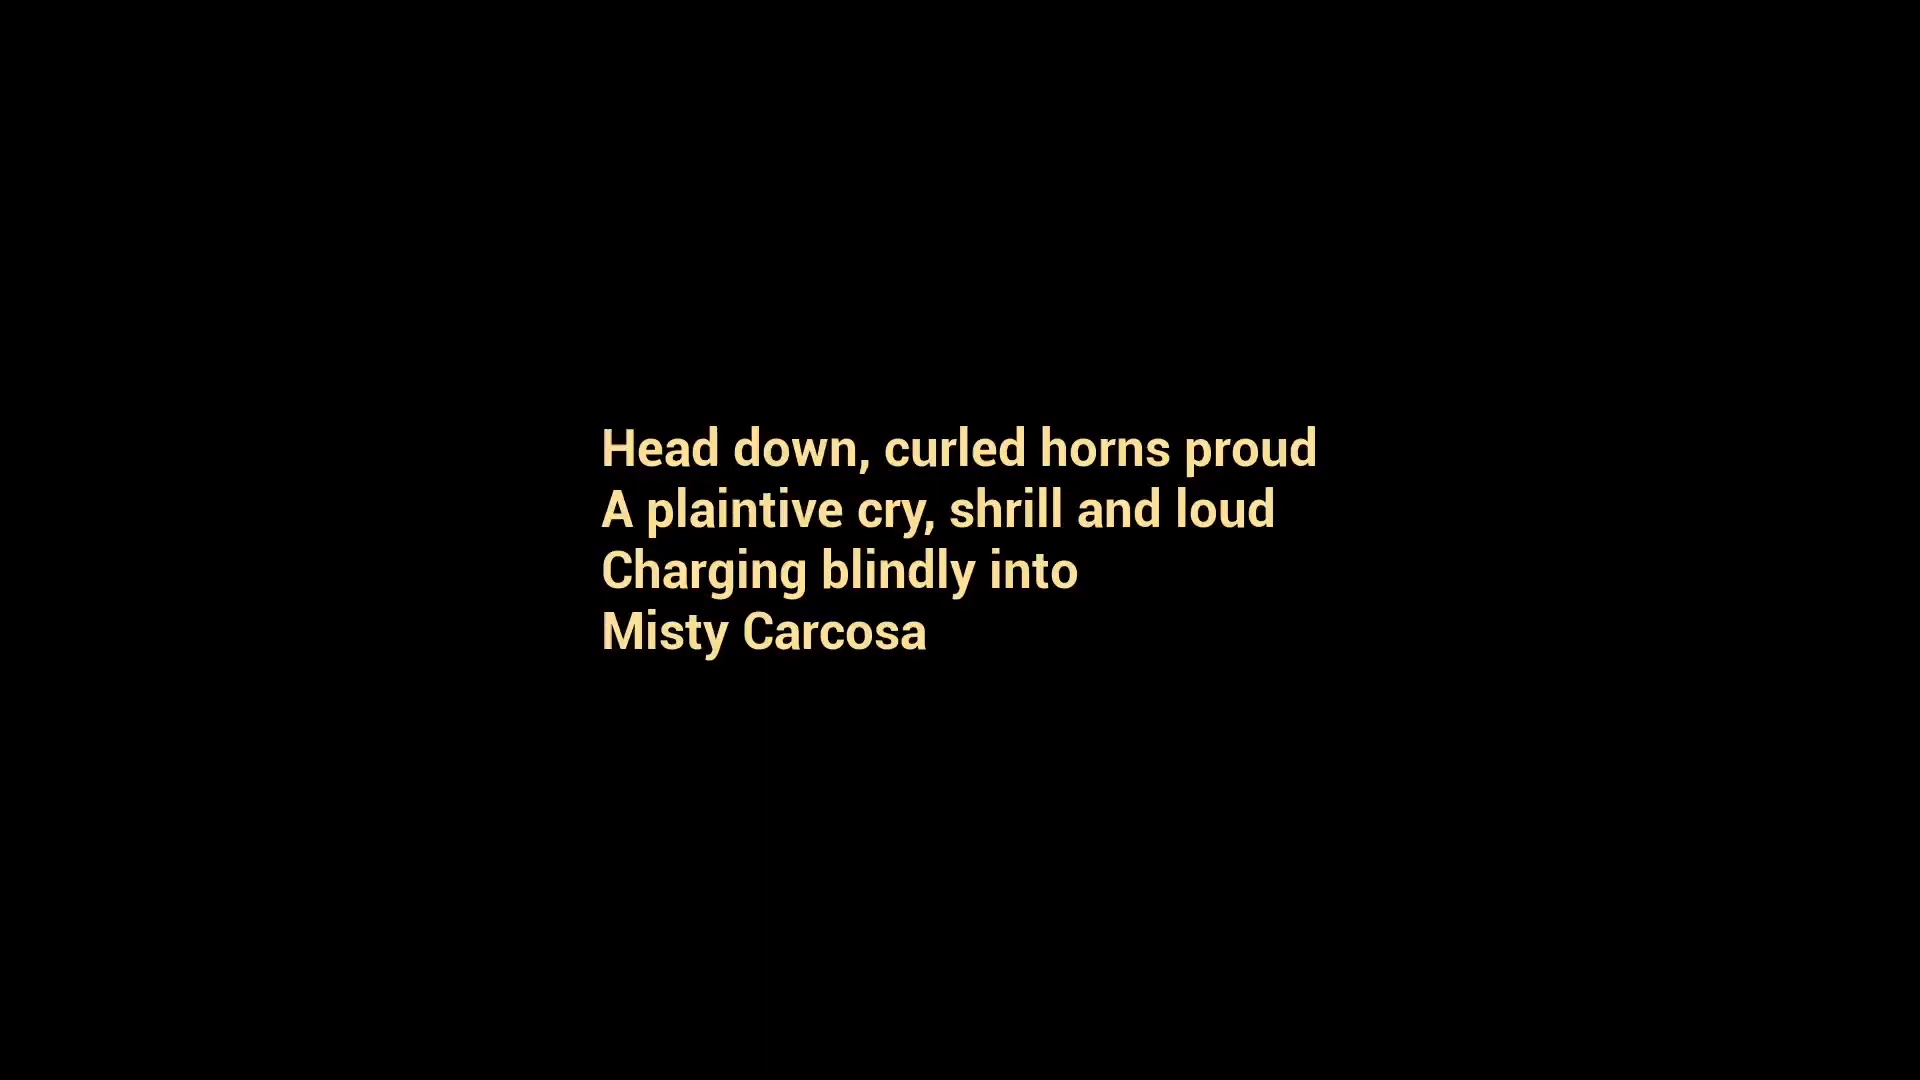 Head down, curled horns proud
A plaintive cry, shrill and loud
Charging blindly into
Misty Carcosa